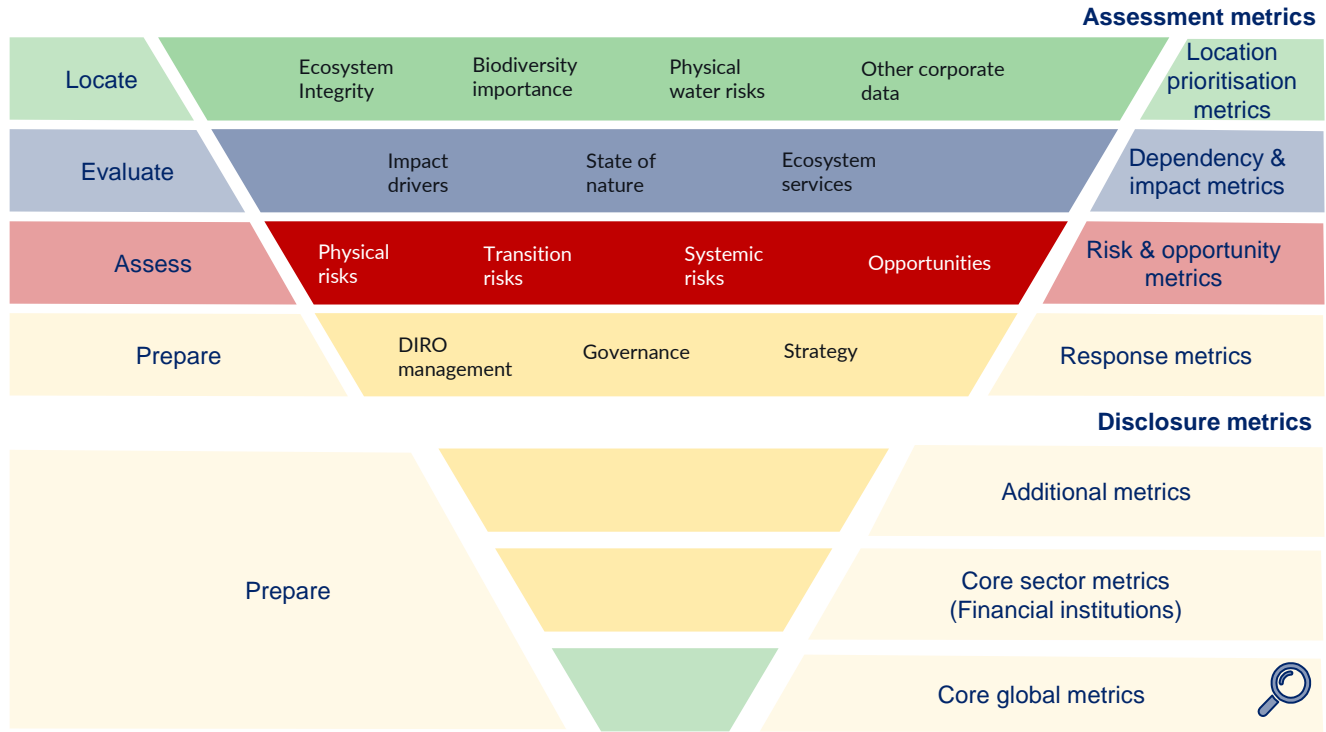 Assessment metrics
Locate
Ecosystem
Integrity
Biodiversity
importance
Physical
water risks
Other corporate
data
Location
prioritisation
metrics
Evaluate
Impact
drivers
State of
nature
Ecosystem
services
Dependency &
impact metrics
Assess
Physical
risks
Transition
risks
Systemic
risks
Opportunities
Risk & opportunity
metrics
Prepare
DIRO
management
Governance
Strategy
Response metrics
Disclosure metrics
Prepare
Additional metrics
Core sector metrics
(Financial institutions)
Core global metrics